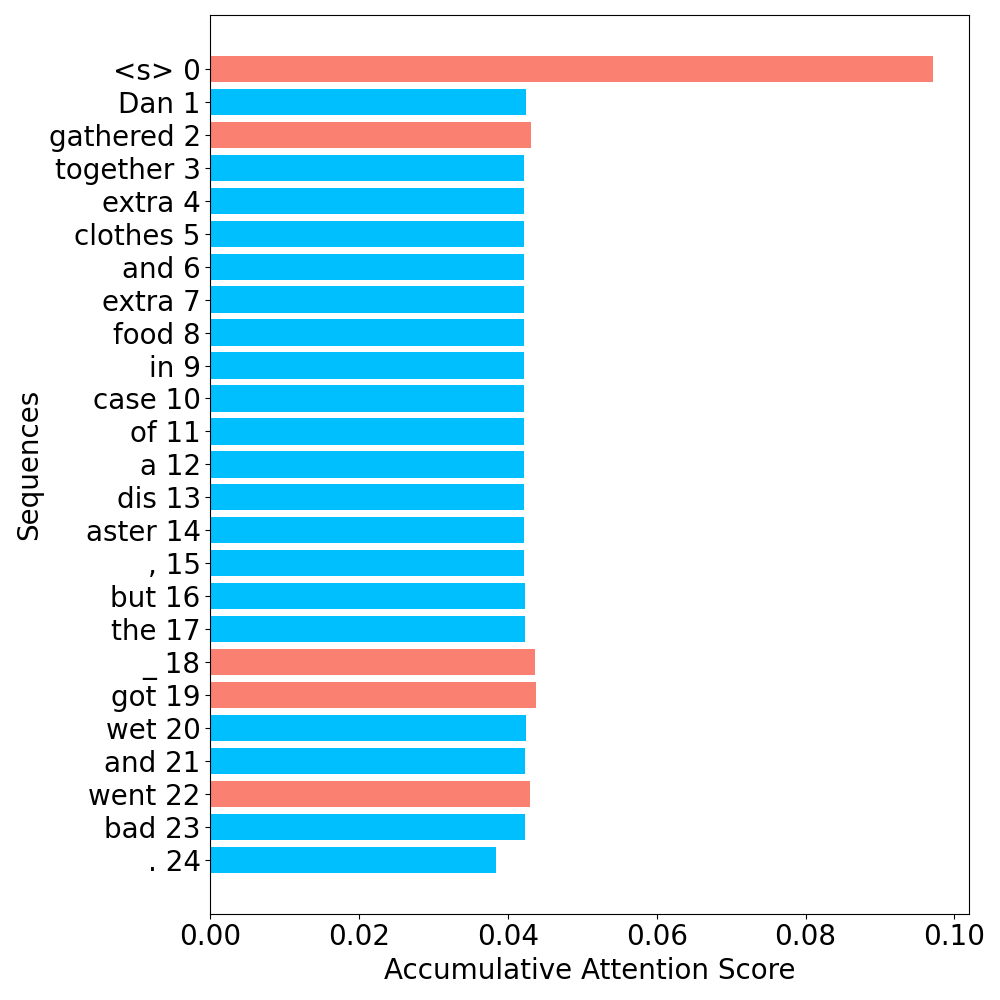 <s> 0
Dan 1
gathered 2
together 3
extra 4
clothes 5
and 6
extra 7
food 8
in 9
case 10
of 11
a 12
dis 13
aster 14
, 15
but 16
the 17
_ 18
got 19
wet 20
and 21
went 22
bad 23
. 24
Sequences
0.00 0.02 0.04 0.06 0.08 0.10
Accumulative Attention Score